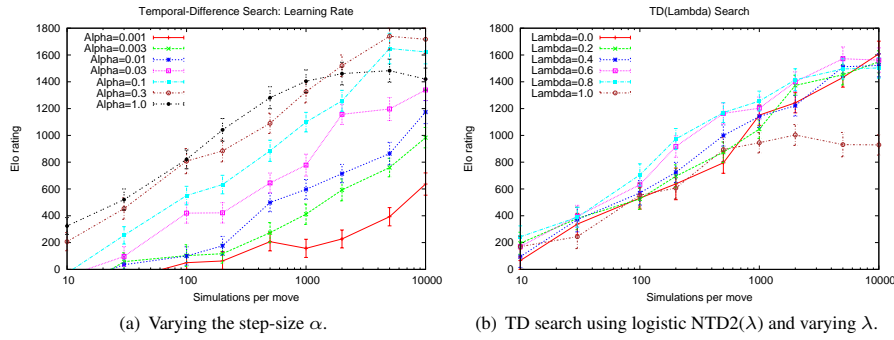 Temporal-Difference Search: Learning Rate
1800
1600
1400
1200
1000
800
600
400
200
0
Elo rating
Alpha=0.001
Alpha=0.003
Alpha=0.01
Alpha=0.03
Alpha=0.1
Alpha=0.3
Alpha=1.0
10
100
1000
10000
Simulations per move
(a) Varying the step-size α.
TD(Lambda) Search
1800
1600
1400
1200
1000
800
600
400
200
0
Elo rating
Lambda=0.0
Lambda=0.2
Lambda=0.4
Lambda=0.6
Lambda=0.8
Lambda=1.0
10
100
1000
10000
Simulations per move
(b) TD search using logistic NTD2(λ) and varying λ.